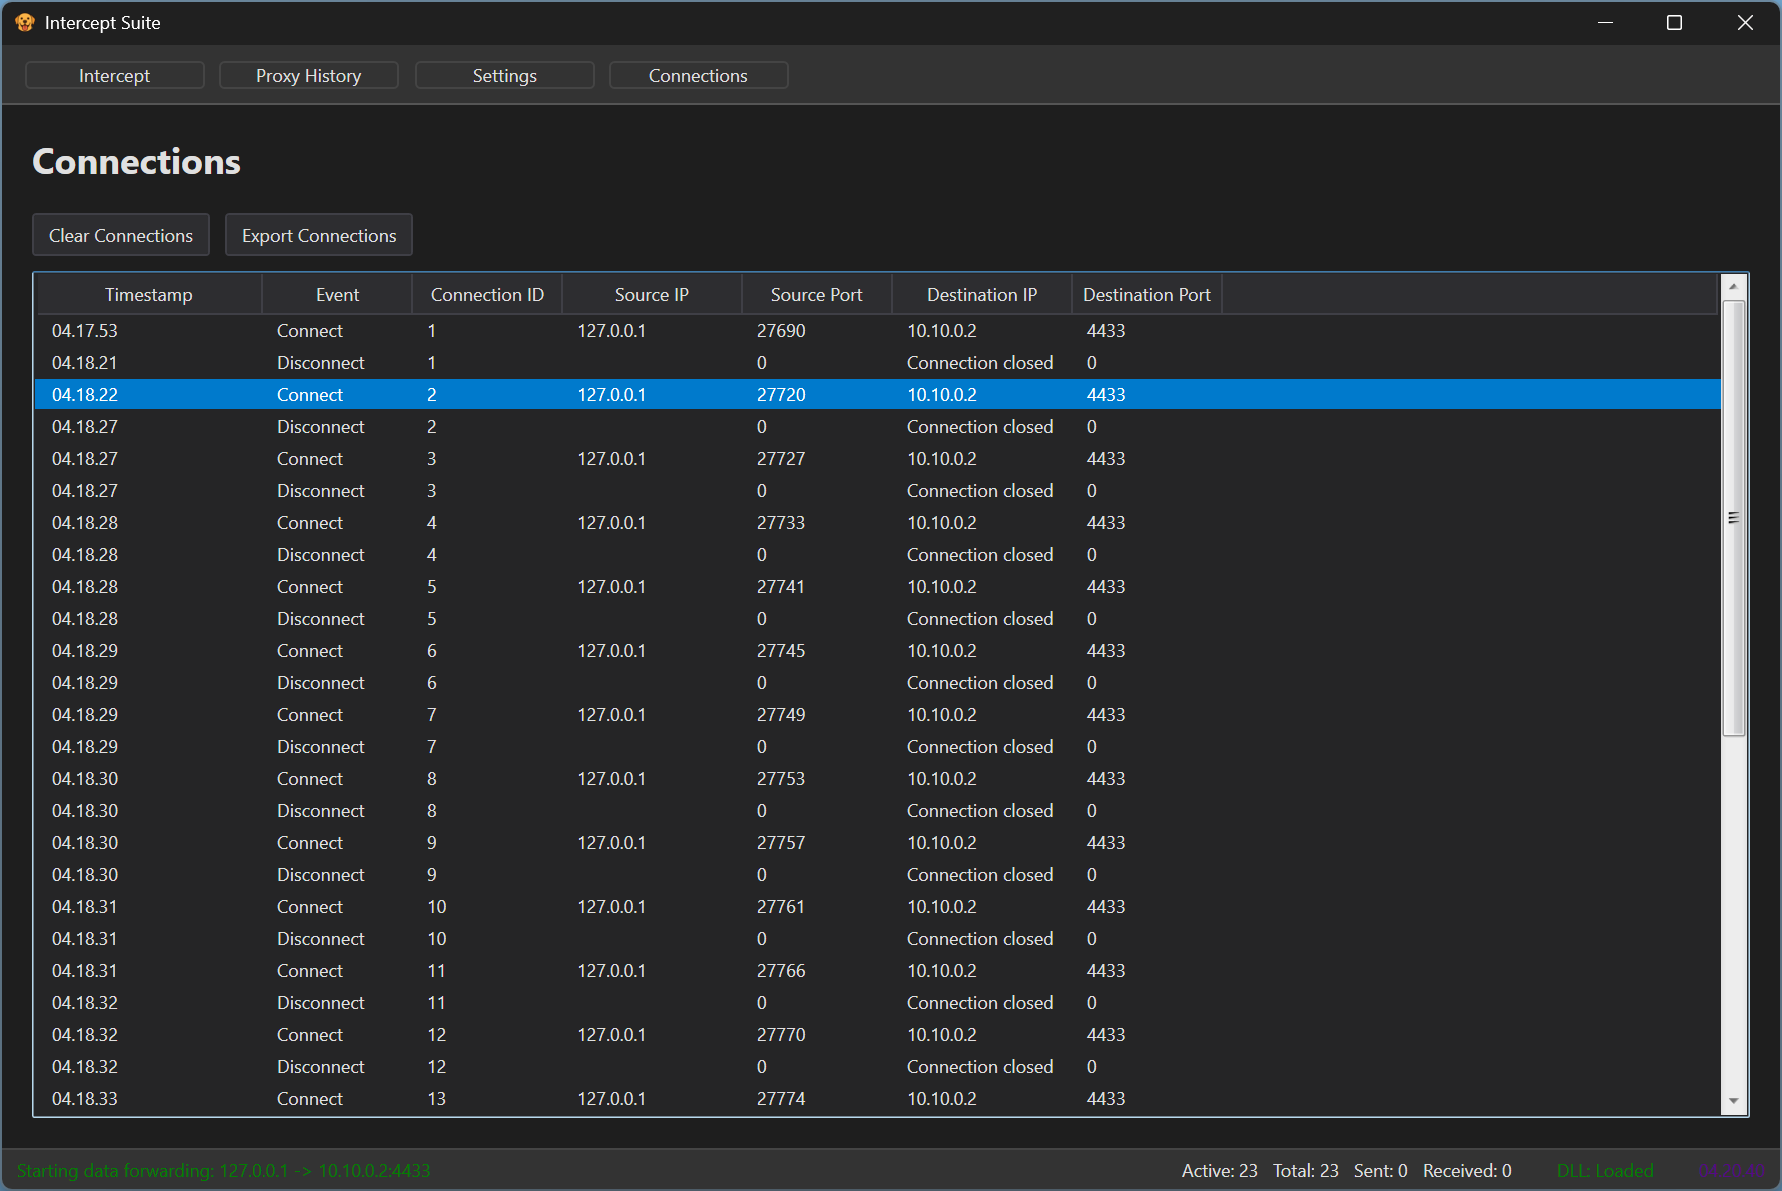 Intercept Suite
Intercept Proxy History Settings Connections
Connections
Clear Connections Export Connections
Timestamp Event Connection ID Source IP Source Port Destination IP Destination Port
04.17.53 Connect 1 127.0.0.1 27690 10.10.0.2 4433
04.18.21 Disconnect 1 0 Connection closed 0
04.18.22 Connect 2 127.0.0.1 27720 10.10.0.2 4433
04.18.27 Disconnect 2 0 Connection closed 0
04.18.27 Connect 3 127.0.0.1 27727 10.10.0.2 4433
04.18.27 Disconnect 3 0 Connection closed 0
04.18.28 Connect 4 127.0.0.1 27733 10.10.0.2 4433
04.18.28 Disconnect 4 0 Connection closed 0
04.18.28 Connect 5 127.0.0.1 27741 10.10.0.2 4433
04.18.28 Disconnect 5 0 Connection closed 0
04.18.29 Connect 6 127.0.0.1 27745 10.10.0.2 4433
04.18.29 Disconnect 6 0 Connection closed 0
04.18.29 Connect 7 127.0.0.1 27749 10.10.0.2 4433
04.18.29 Disconnect 7 0 Connection closed 0
04.18.30 Connect 8 127.0.0.1 27753 10.10.0.2 4433
04.18.30 Disconnect 8 0 Connection closed 0
04.18.30 Connect 9 127.0.0.1 27757 10.10.0.2 4433
04.18.30 Disconnect 9 0 Connection closed 0
04.18.31 Connect 10 127.0.0.1 27761 10.10.0.2 4433
04.18.31 Disconnect 10 0 Connection closed 0
04.18.31 Connect 11 127.0.0.1 27766 10.10.0.2 4433
04.18.32 Disconnect 11 0 Connection closed 0
04.18.32 Connect 12 127.0.0.1 27770 10.10.0.2 4433
04.18.32 Disconnect 12 0 Connection closed 0
04.18.33 Connect 13 127.0.0.1 27774 10.10.0.2 4433
Starting data forwarding: 127.0.0.1 -> 10.10.0.2:4433 Active: 23 Total: 23 Sent: 0 Received: 0 DLL: Loaded